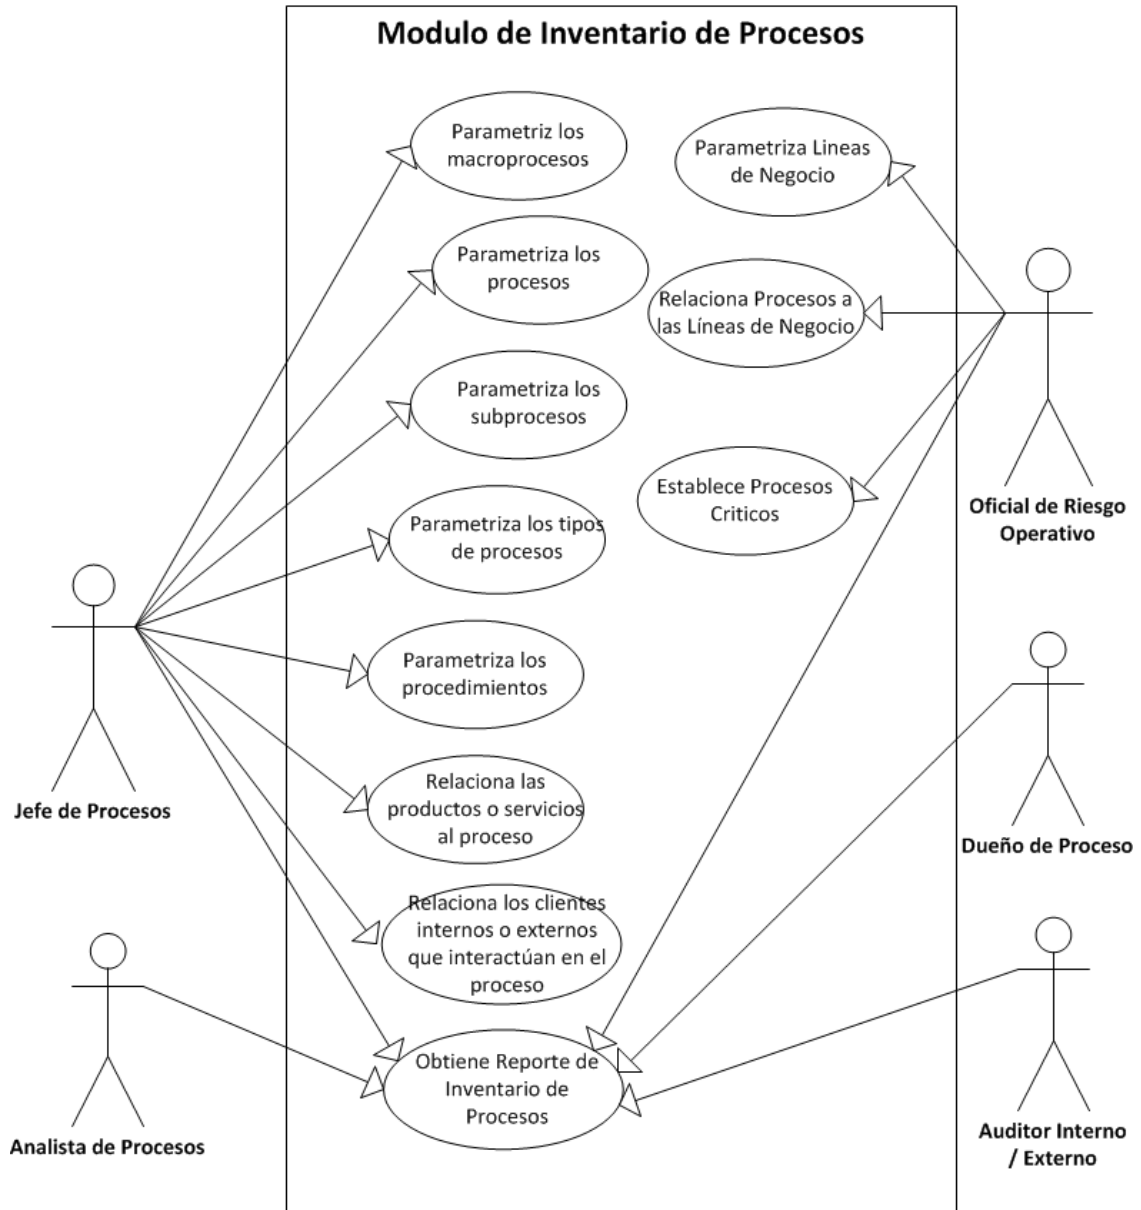 Modulo de Inventario de Procesos
Parametriz los
macroprocesos
Parametriza Lineas
de Negocio
Parametriza los
procesos
Relaciona Procesos a
las Líneas de Negocio
Parametriza los
subprocesos
Establece Procesos
Criticos
Oficial de Riesgo
Operativo
Parametriza los tipos
de procesos
Parametriza los
procedimientos
Jefe de Procesos
Relaciona las
productos o servicios
al proceso
Dueño de Proceso
Relaciona los clientes
internos o externos
que interactúan en el
proceso
Obtiene Reporte de
Inventario de
Procesos
Analista de Procesos
Auditor Interno
/ Externo